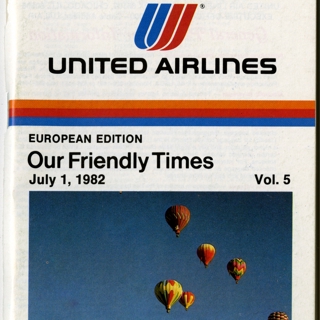 UNITED AIRLINES
EUROPEAN EDITION
Our Friendly Times
July 1, 1982 Vol. 5